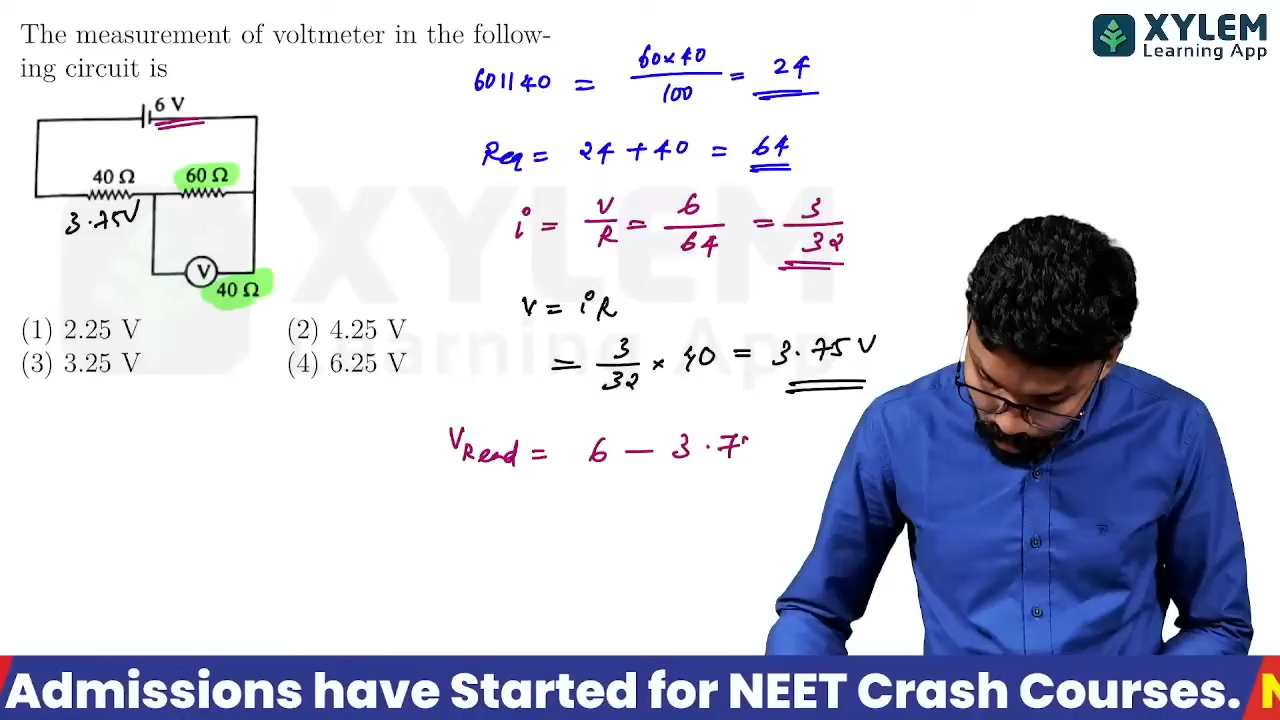 The measurement of voltmeter in the follow-
ing circuit is
6 V
40 Ω
60 Ω
3.75V
V
40 Ω
(1) 2.25 V
(2) 4.25 V
(3) 3.25 V
(4) 6.25 V
60||40 = 60×40 / 100 = 24
Req = 24 + 40 = 64
i = V/R = 6/64 = 3/32
V = iR
= 3/32 × 40 = 3.75 V
VRead = 6 − 3.7
XYLEM
Learning App
XYLEM
Learning App
Admissions have Started for NEET Crash Courses.